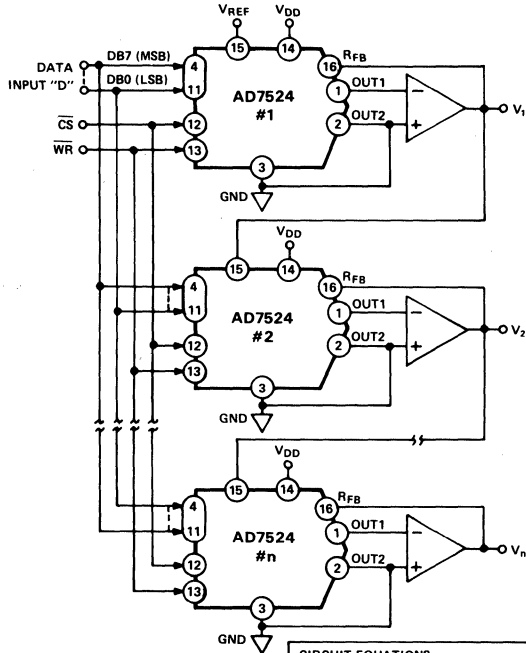 VREF VDD
15 14
DATA INPUT "D"
DB7 (MSB)
DB0 (LSB)
4
11
AD7524
#1
16 RFB
1 OUT1
2 OUT2
−
+
V1
CS 12
WR 13
3
GND
VDD
15 14
4
11
AD7524
#2
16 RFB
1 OUT1
2 OUT2
−
+
V2
12
13
3
GND
VDD
15 14
4
11
AD7524
#n
16 RFB
1 OUT1
2 OUT2
−
+
Vn
12
13
3
GND
CIRCUIT EQUATIONS